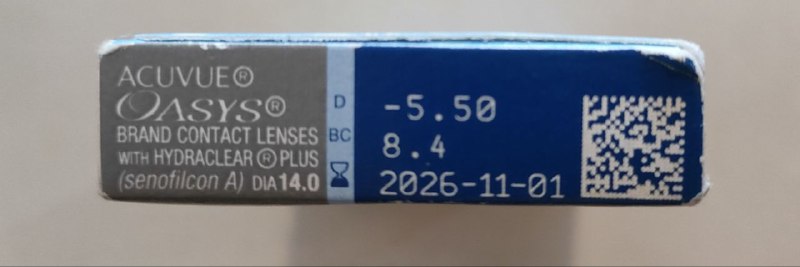 ACUVUE®
OASYS®
BRAND CONTACT LENSES
WITH HYDRACLEAR® PLUS
(senofilcon A) DIA 14.0
D -5.50
BC 8.4
2026-11-01